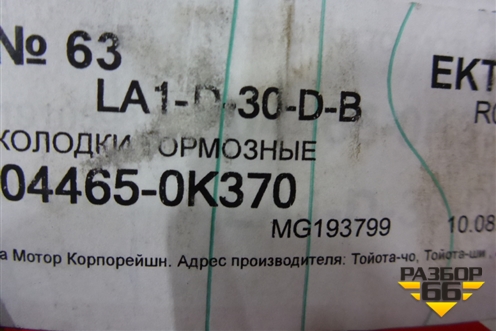 № 63
LA1-D-30-D-B
EKT
КОЛОДКИ ТОРМОЗНЫЕ
04465-0K370
MG193799
10.08
а Мотор Корпорейшн. Адрес производителя: Тойота-чо, Тойота-ши
РАЗБОР
66